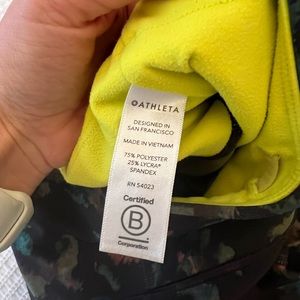 ATHLETA
DESIGNED IN
SAN FRANCISCO
MADE IN VIETNAM
75% POLYESTER
25% LYCRA®
SPANDEX
RN 54023
Certified
B
Corporation